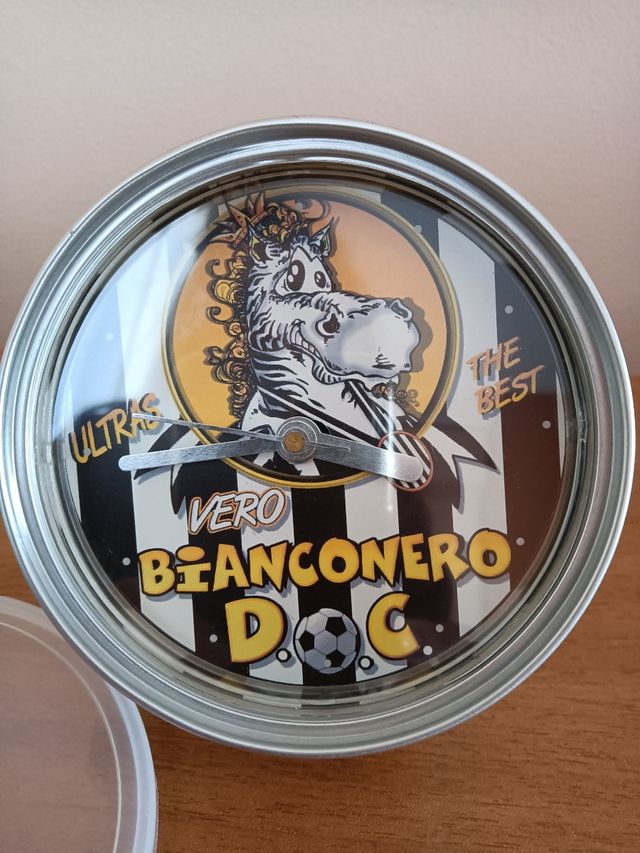 ULTRAS
THE
BEST
VERO
BiANCONERO
D.O.C.